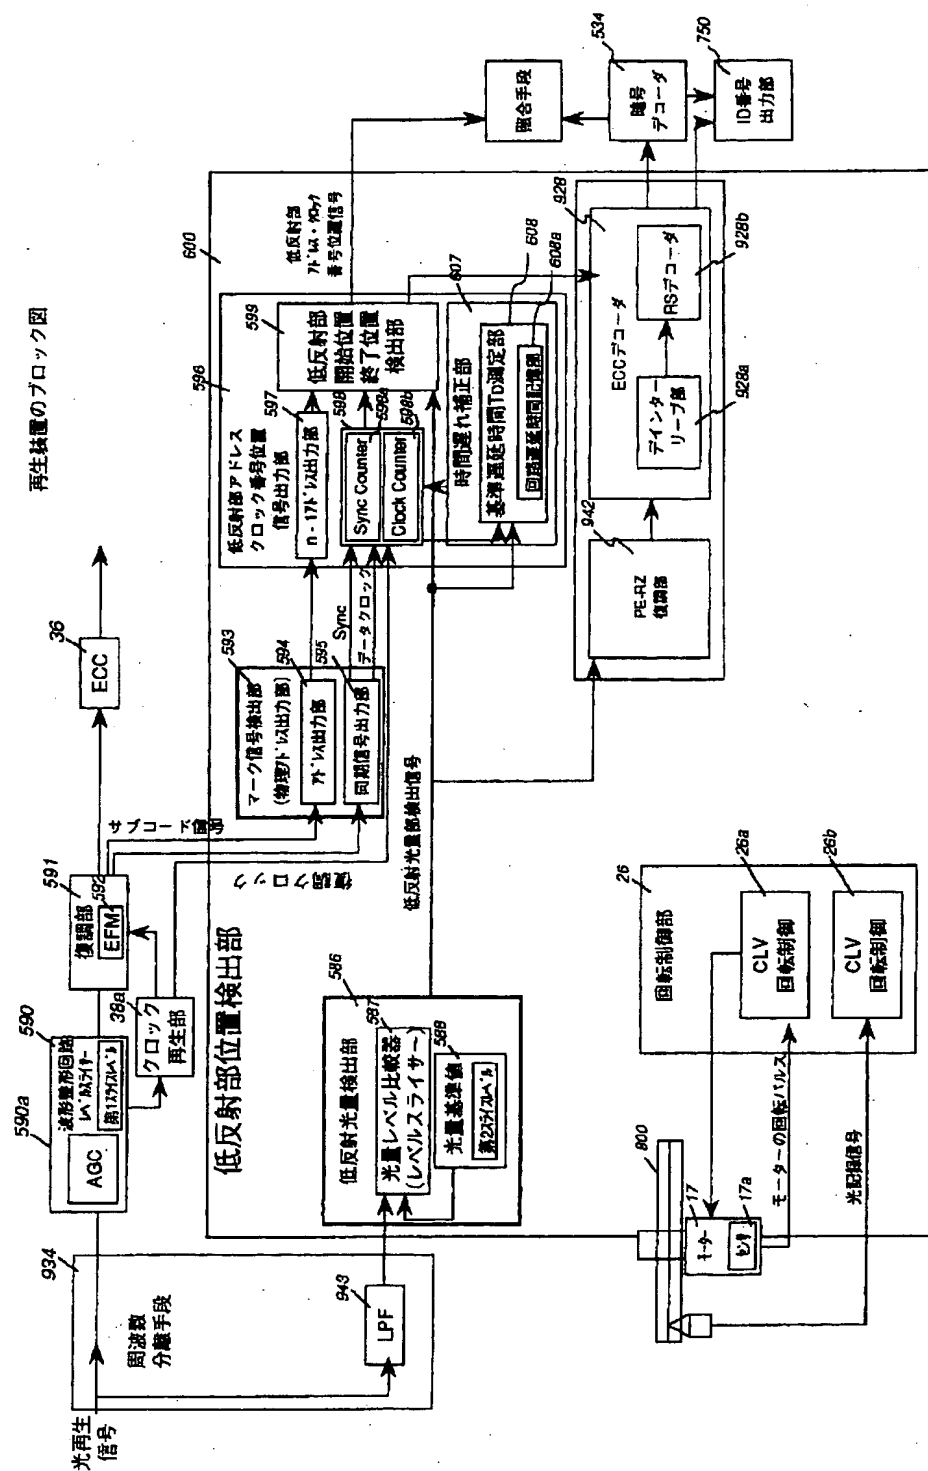 再生装置のブロック図
光再生
信号
934
周波数
分離手段
943
LPF
590a
590
波形整形回路
AGC
レベルスライサー
第1スライスレベル
38a
クロック
再生部
591
復調部
592
EFM
36
ECC
サブコード信号
復調クロック
低反射部位置検出部
600
586
低反射光量検出部
587
光量レベル比較器
(レベルスライサー)
588
光量基準値
第2スライスレベル
低反射光量部検出信号
593
マーク信号検出部
(物理アドレス出力部)
594
アドレス出力部
595
同期信号出力部
Sync
データクロック
596
低反射部アドレス
クロック番号位置
信号出力部
597
n-1アドレス出力部
598
Sync Counter
598a
Clock Counter
598b
599
低反射部
開始位置
終了位置
検出部
低反射部
アドレス・クロック
番号位置信号
607
時間遅れ補正部
608
基準遅延時間TD測定部
608a
回路遅延時間記憶部
942
PE-RZ
復調部
928
ECCデコーダ
928a
デインター
リーブ部
928b
RSデコーダ
照合手段
534
暗号
デコーダ
750
ID番号
出力部
800
17
モーター
17a
センサー
モーターの回転パルス
光記録信号
26
回転制御部
26a
CLV
回転制御
26b
CLV
回転制御